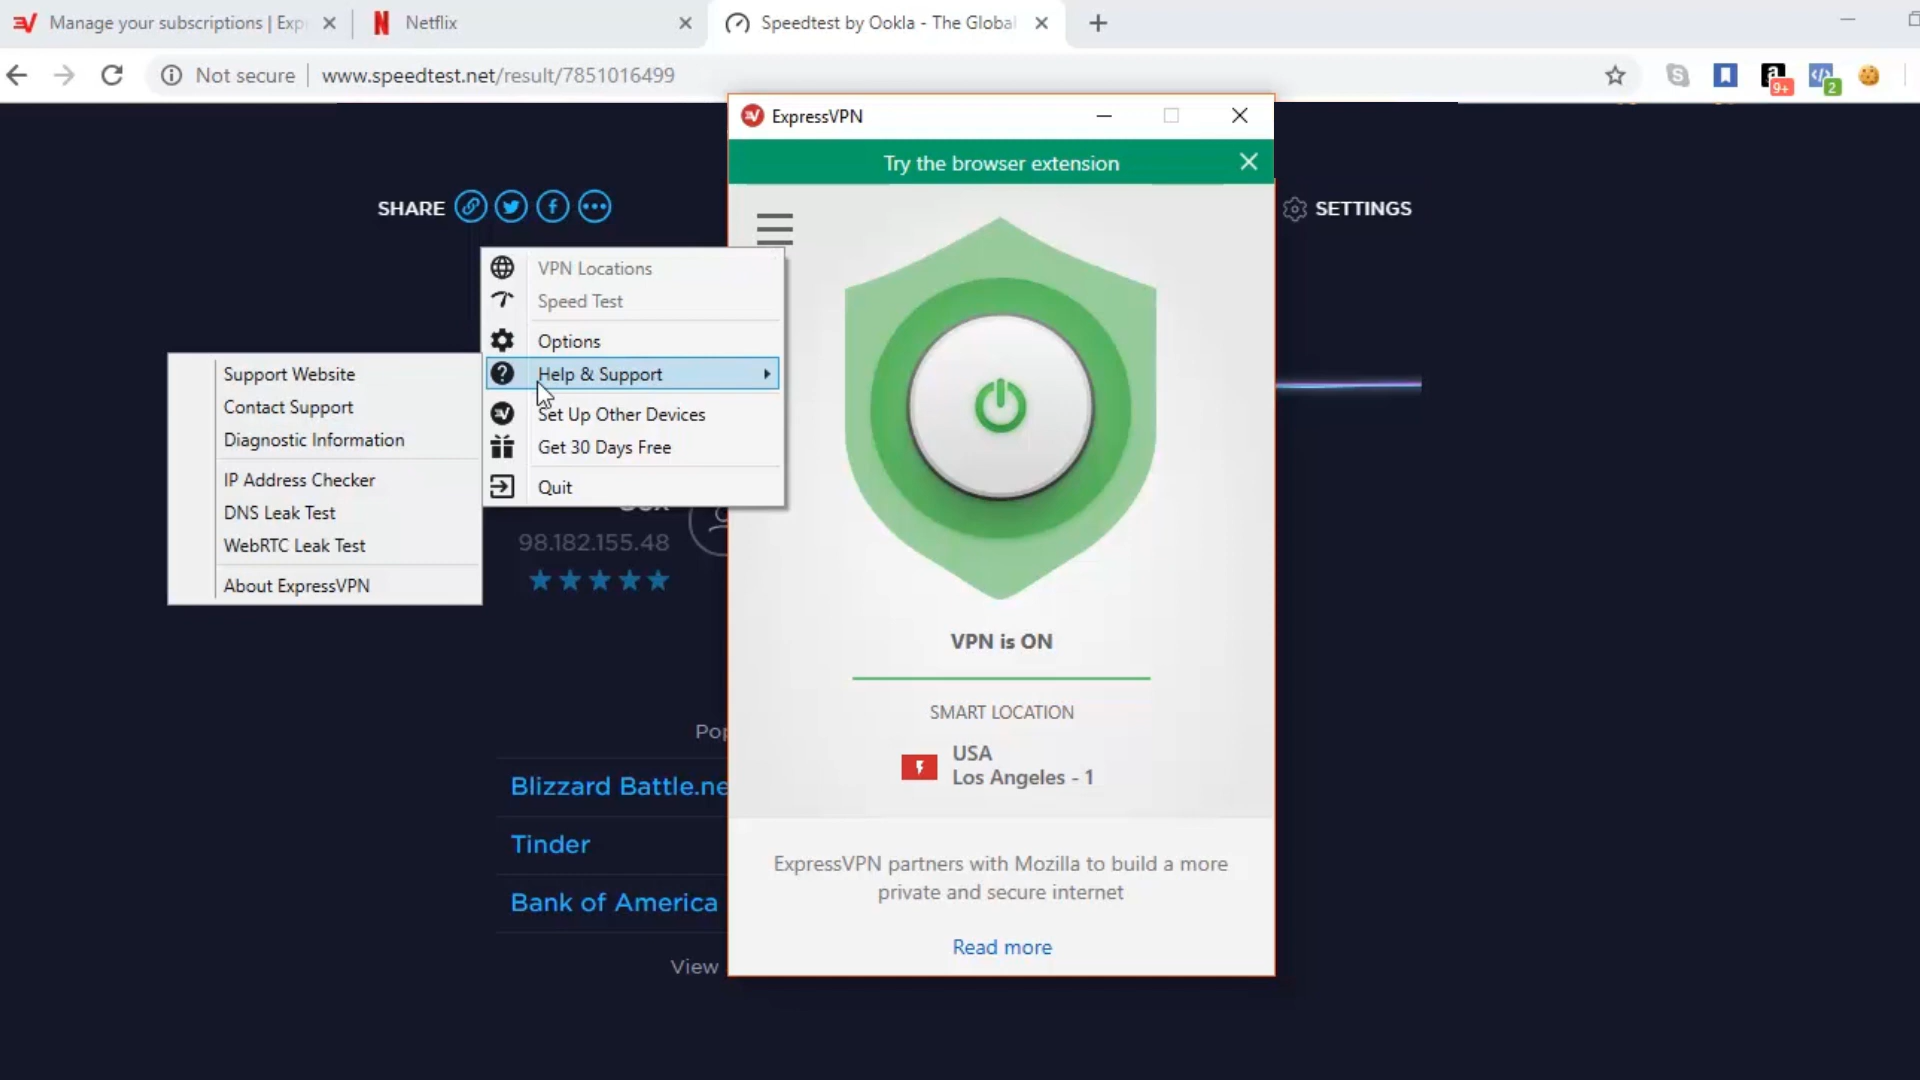 Manage your subscriptions | Exp
Netflix
Speedtest by Ookla - The Global
Not secure
www.speedtest.net/result/7851016499
9+
2
ExpressVPN
Try the browser extension
SHARE
SETTINGS
VPN Locations
Speed Test
Options
Help & Support
Set Up Other Devices
Get 30 Days Free
Quit
Support Website
Contact Support
Diagnostic Information
IP Address Checker
DNS Leak Test
WebRTC Leak Test
About ExpressVPN
98.182.155.48
VPN is ON
SMART LOCATION
USA
Los Angeles - 1
Blizzard Battle.ne
Tinder
Bank of America
View
ExpressVPN partners with Mozilla to build a more
private and secure internet
Read more